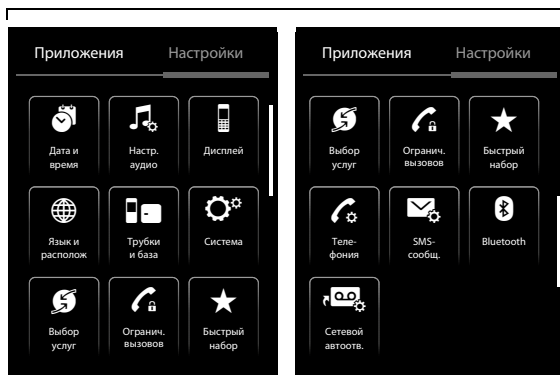 Приложения Настройки
Дата и время
Настр. аудио
Дисплей
Язык и располож
Трубки и база
Система
Выбор услуг
Огранич. вызовов
Быстрый набор
Приложения Настройки
Выбор услуг
Огранич. вызовов
Быстрый набор
Теле-
фония
SMS-
сообщ.
Bluetooth
Сетевой автоотв.